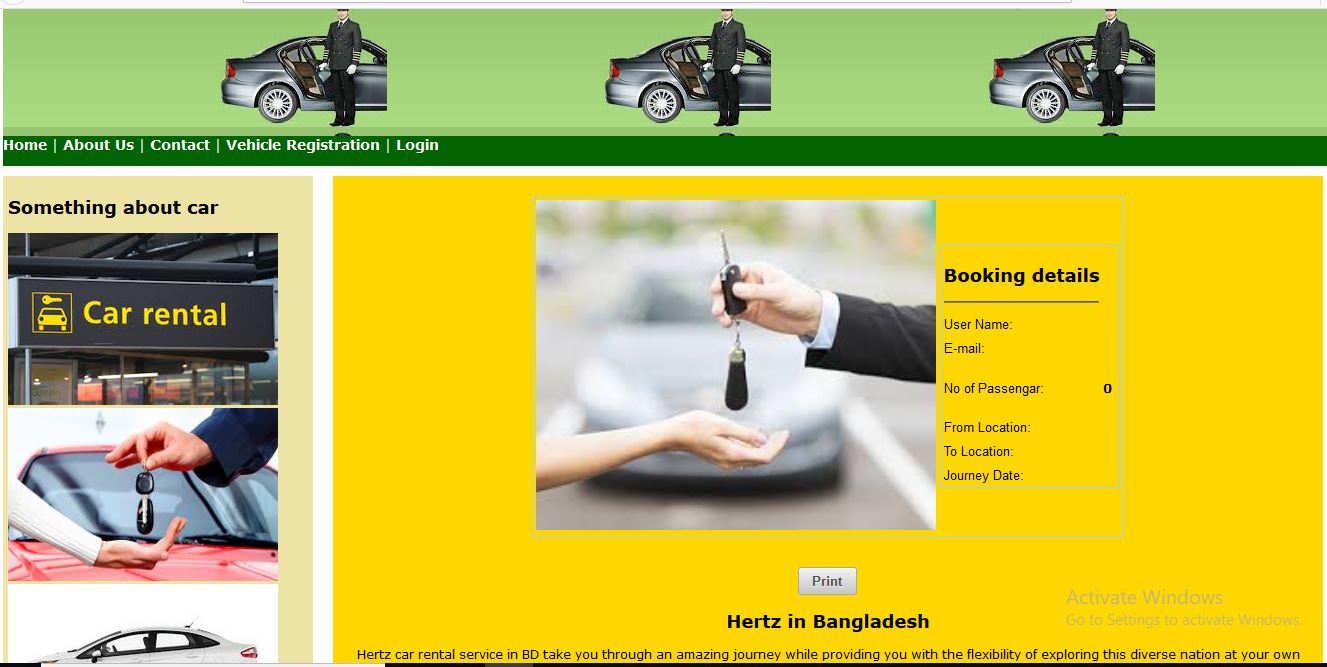 Home | About Us | Contact | Vehicle Registration | Login
Something about car
Car rental
Booking details
User Name:
E-mail:
No of Passengar: 0
From Location:
To Location:
Journey Date:
Print
Hertz in Bangladesh
Hertz car rental service in BD take you through an amazing journey while providing you with the flexibility of exploring this diverse nation at your own
Activate Windows
Go to Settings to activate Windows.